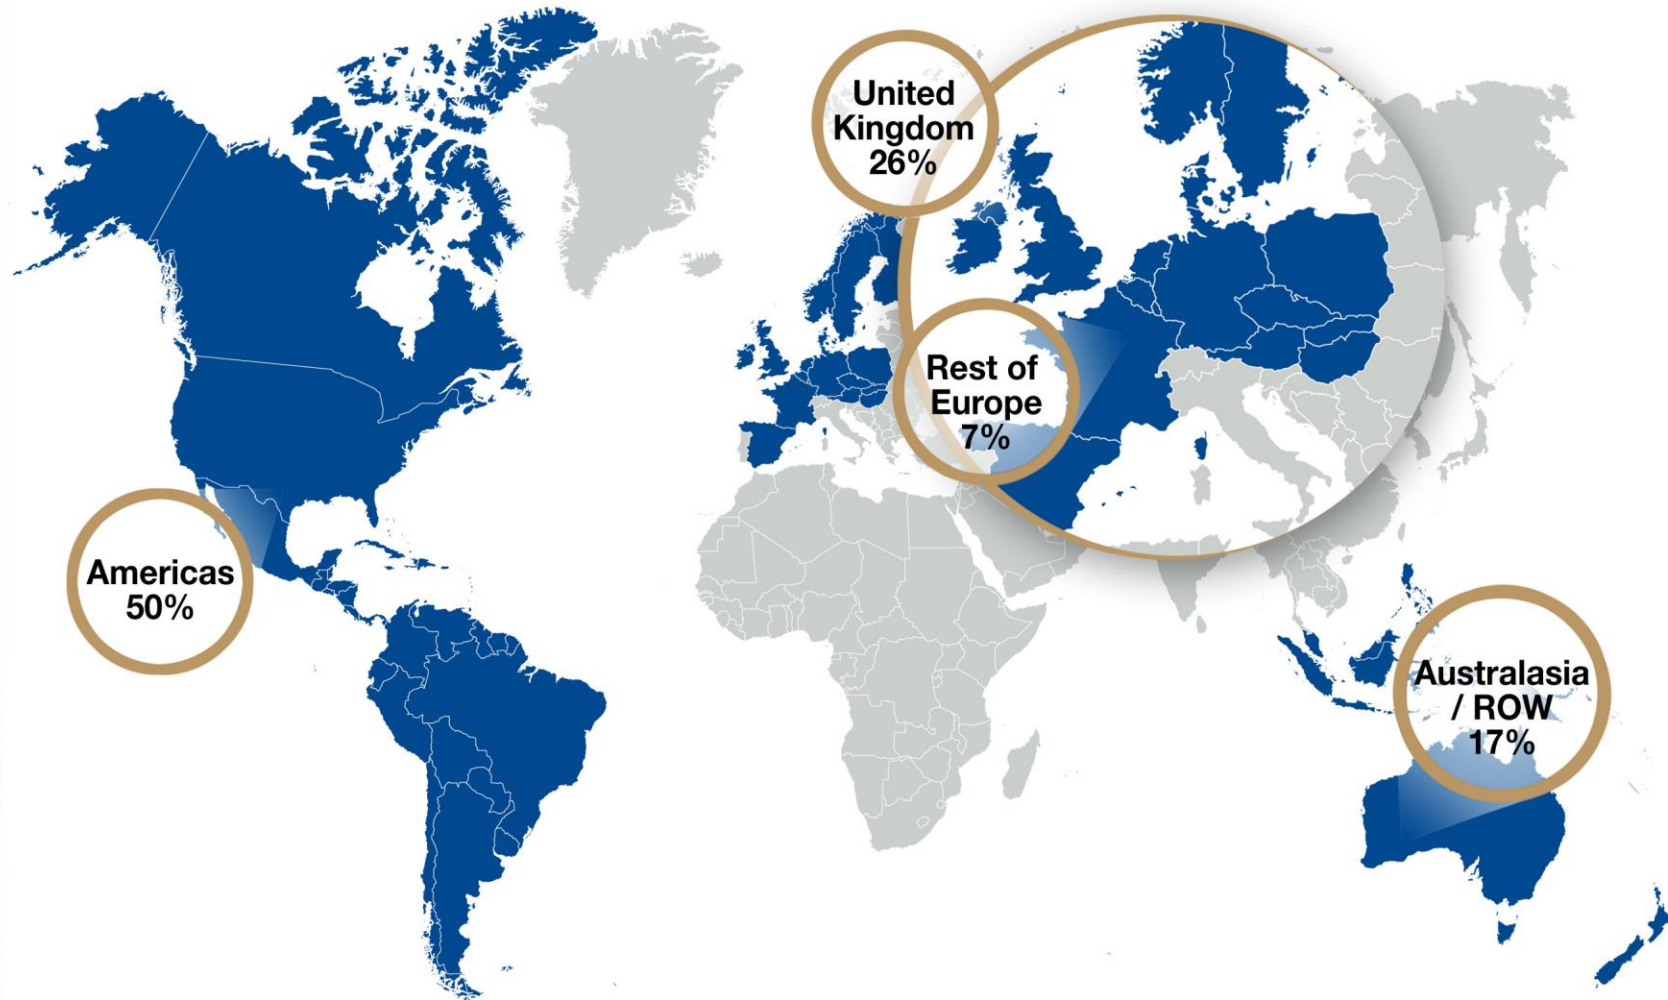 United
Kingdom
26%
Rest of
Europe
7%
Americas
50%
Australasia
/ ROW
17%